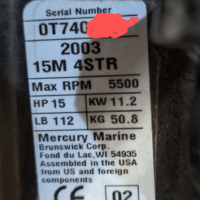 Serial Number
0T740
2003
15M 4STR
Max RPM 5500
HP 15 KW 11.2
LB 112 KG 50.8
Mercury Marine
Brunswick Corp.
Fond du Lac, WI 54935
Assembled in the USA
from US and foreign
components
CE 02